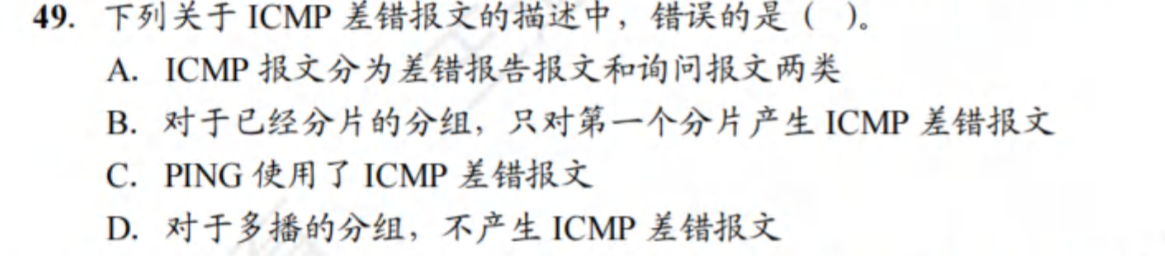 49. 下列关于 ICMP 差错报文的描述中，错误的是（ ）。
A. ICMP 报文分为差错报告报文和询问报文两类
B. 对于已经分片的分组，只对第一个分片产生 ICMP 差错报文
C. PING 使用了 ICMP 差错报文
D. 对于多播的分组，不产生 ICMP 差错报文